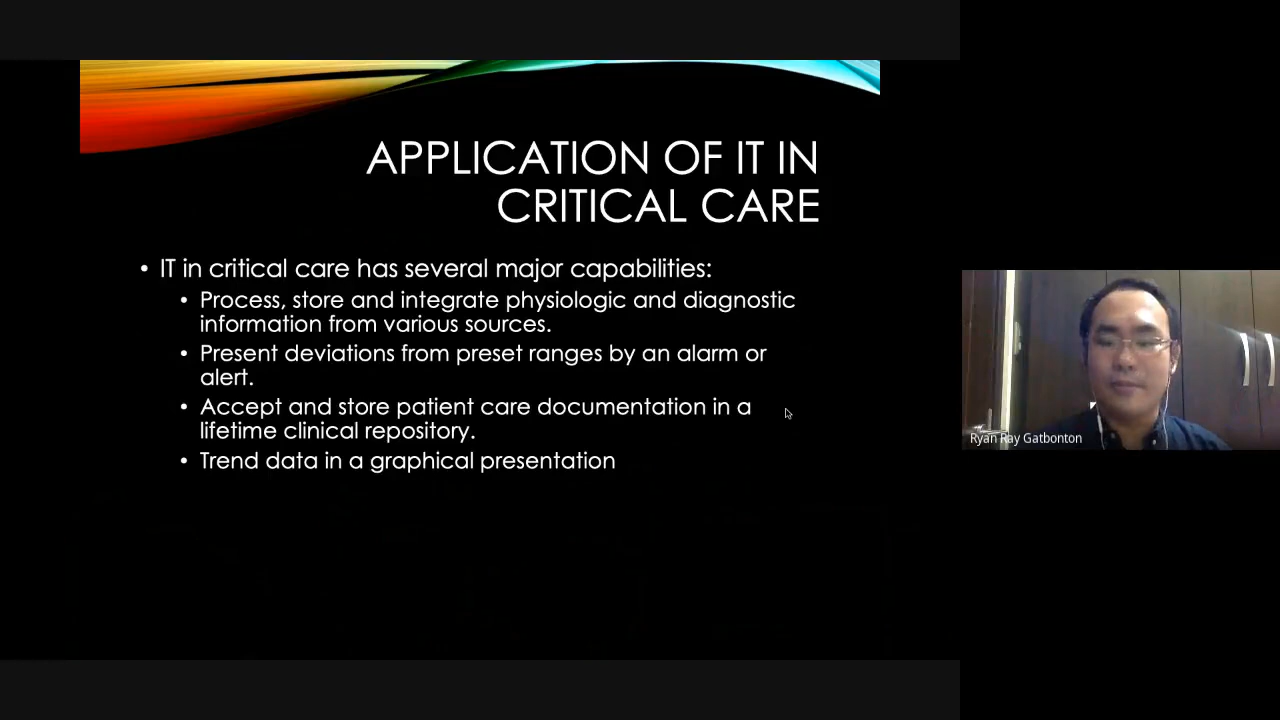 APPLICATION OF IT IN
CRITICAL CARE
• IT in critical care has several major capabilities:
• Process, store and integrate physiologic and diagnostic
information from various sources.
• Present deviations from preset ranges by an alarm or
alert.
• Accept and store patient care documentation in a
lifetime clinical repository.
• Trend data in a graphical presentation
Ryan Ray Gatbonton